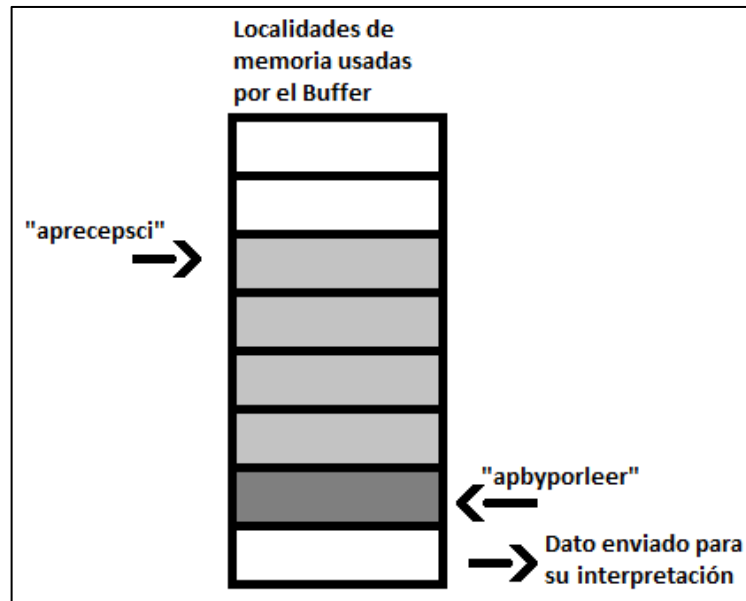 Localidades de
memoria usadas
por el Buffer
"aprecepsci"
"apbyporleer"
Dato enviado para
su interpretación